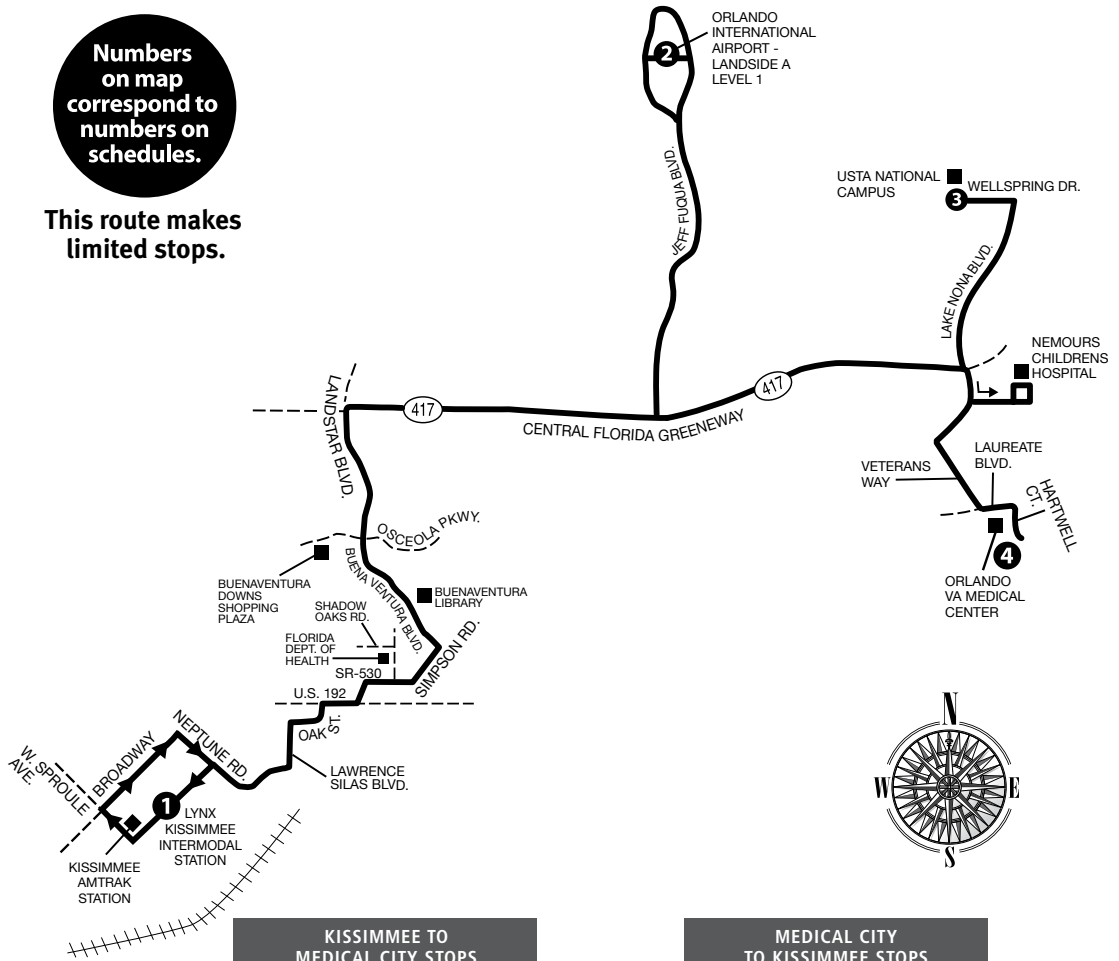 Numbers
on map
correspond to
numbers on
schedules.
This route makes
limited stops.
2
ORLANDO
INTERNATIONAL
AIRPORT -
LANDSIDE A
LEVEL 1
JEFF FUQUA BLVD.
USTA NATIONAL
CAMPUS
3
WELLSPRING DR.
LAKE NONA BLVD.
NEMOURS
CHILDRENS
HOSPITAL
LANDSTAR BLVD.
417
417
CENTRAL FLORIDA GREENEWAY
VETERANS
WAY
LAUREATE
BLVD.
HARTWELL
CT.
4
ORLANDO
VA MEDICAL
CENTER
OSCEOLA PKWY.
BUENAVENTURA
DOWNS
SHOPPING
PLAZA
BUENA VENTURA BLVD.
BUENAVENTURA
LIBRARY
SHADOW
OAKS RD.
FLORIDA
DEPT. OF
HEALTH
SR-530
SIMPSON RD.
U.S. 192
OAK ST.
NEPTUNE RD.
BROADWAY
W. SPROULE
AVE.
LAWRENCE
SILAS BLVD.
1
LYNX
KISSIMMEE
INTERMODAL
STATION
KISSIMMEE
AMTRAK
STATION
N
W
E
S
KISSIMMEE TO
MEDICAL CITY STOPS
MEDICAL CITY
TO KISSIMMEE STOPS